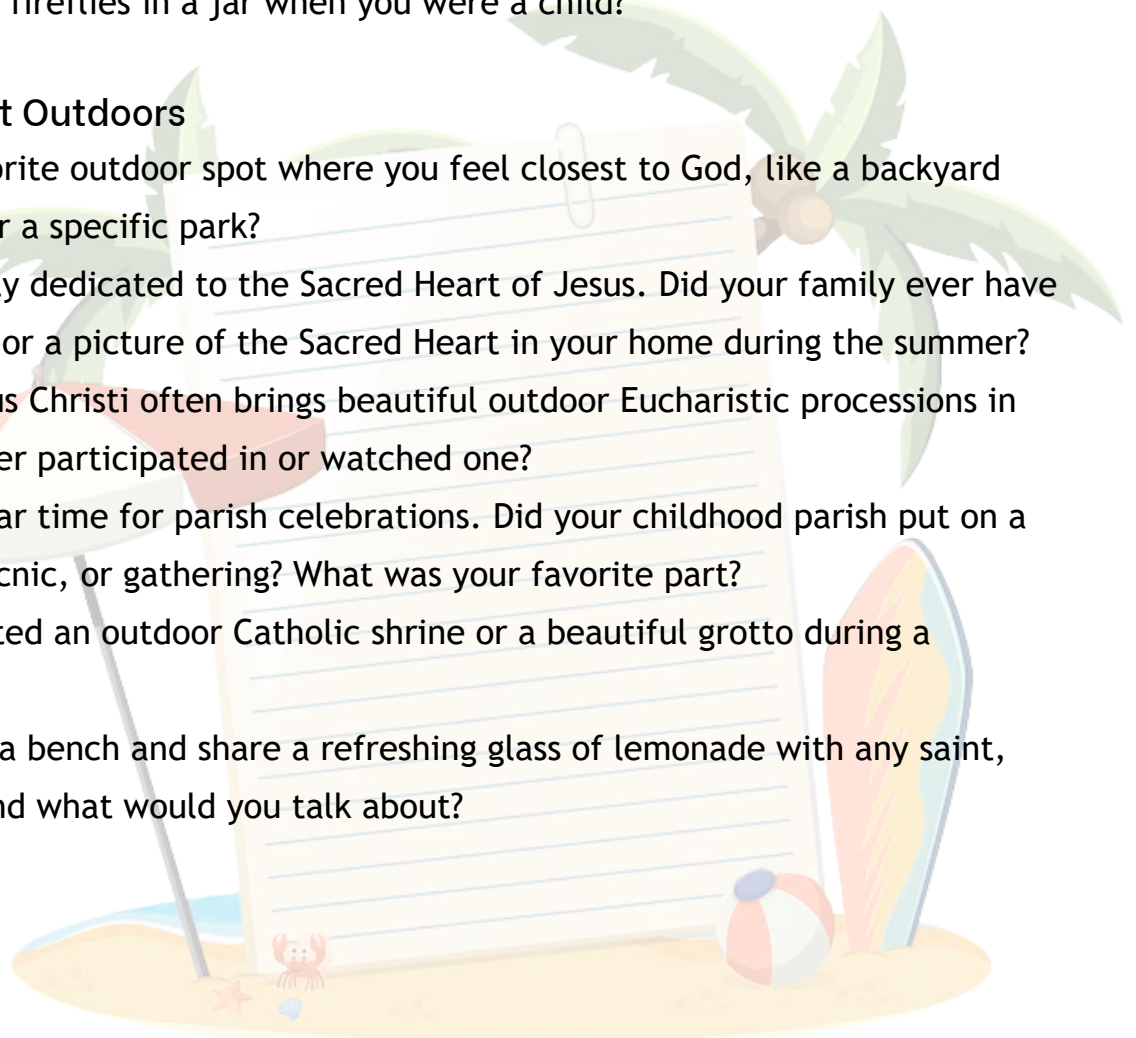 fireflies in a jar when you were a child?
t Outdoors
rite outdoor spot where you feel closest to God, like a backyard
r a specific park?
y dedicated to the Sacred Heart of Jesus. Did your family ever have
or a picture of the Sacred Heart in your home during the summer?
us Christi often brings beautiful outdoor Eucharistic processions in
er participated in or watched one?
ar time for parish celebrations. Did your childhood parish put on a
cnic, or gathering? What was your favorite part?
ted an outdoor Catholic shrine or a beautiful grotto during a
a bench and share a refreshing glass of lemonade with any saint,
nd what would you talk about?